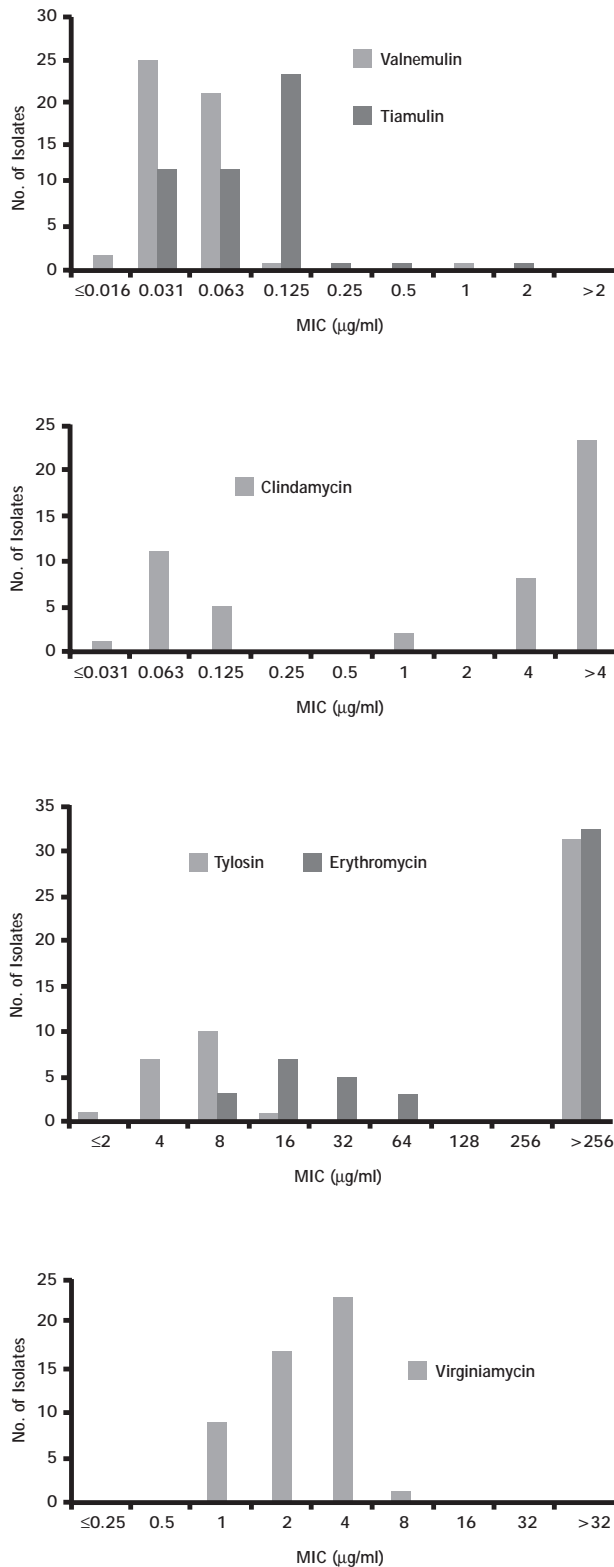 30
25
20
15
10
5
0
No. of Isolates
Valnemulin
Tiamulin
≤0.016 0.031 0.063 0.125 0.25 0.5 1 2 >2
MIC (μg/ml)
25
20
15
10
5
0
No. of Isolates
Clindamycin
≤0.031 0.063 0.125 0.25 0.5 1 2 4 >4
MIC (μg/ml)
35
30
25
20
15
10
5
0
No. of Isolates
Tylosin Erythromycin
≤2 4 8 16 32 64 128 256 >256
MIC (μg/ml)
25
20
15
10
5
0
No. of Isolates
Virginiamycin
≤0.25 0.5 1 2 4 8 16 32 >32
MIC (μg/ml)